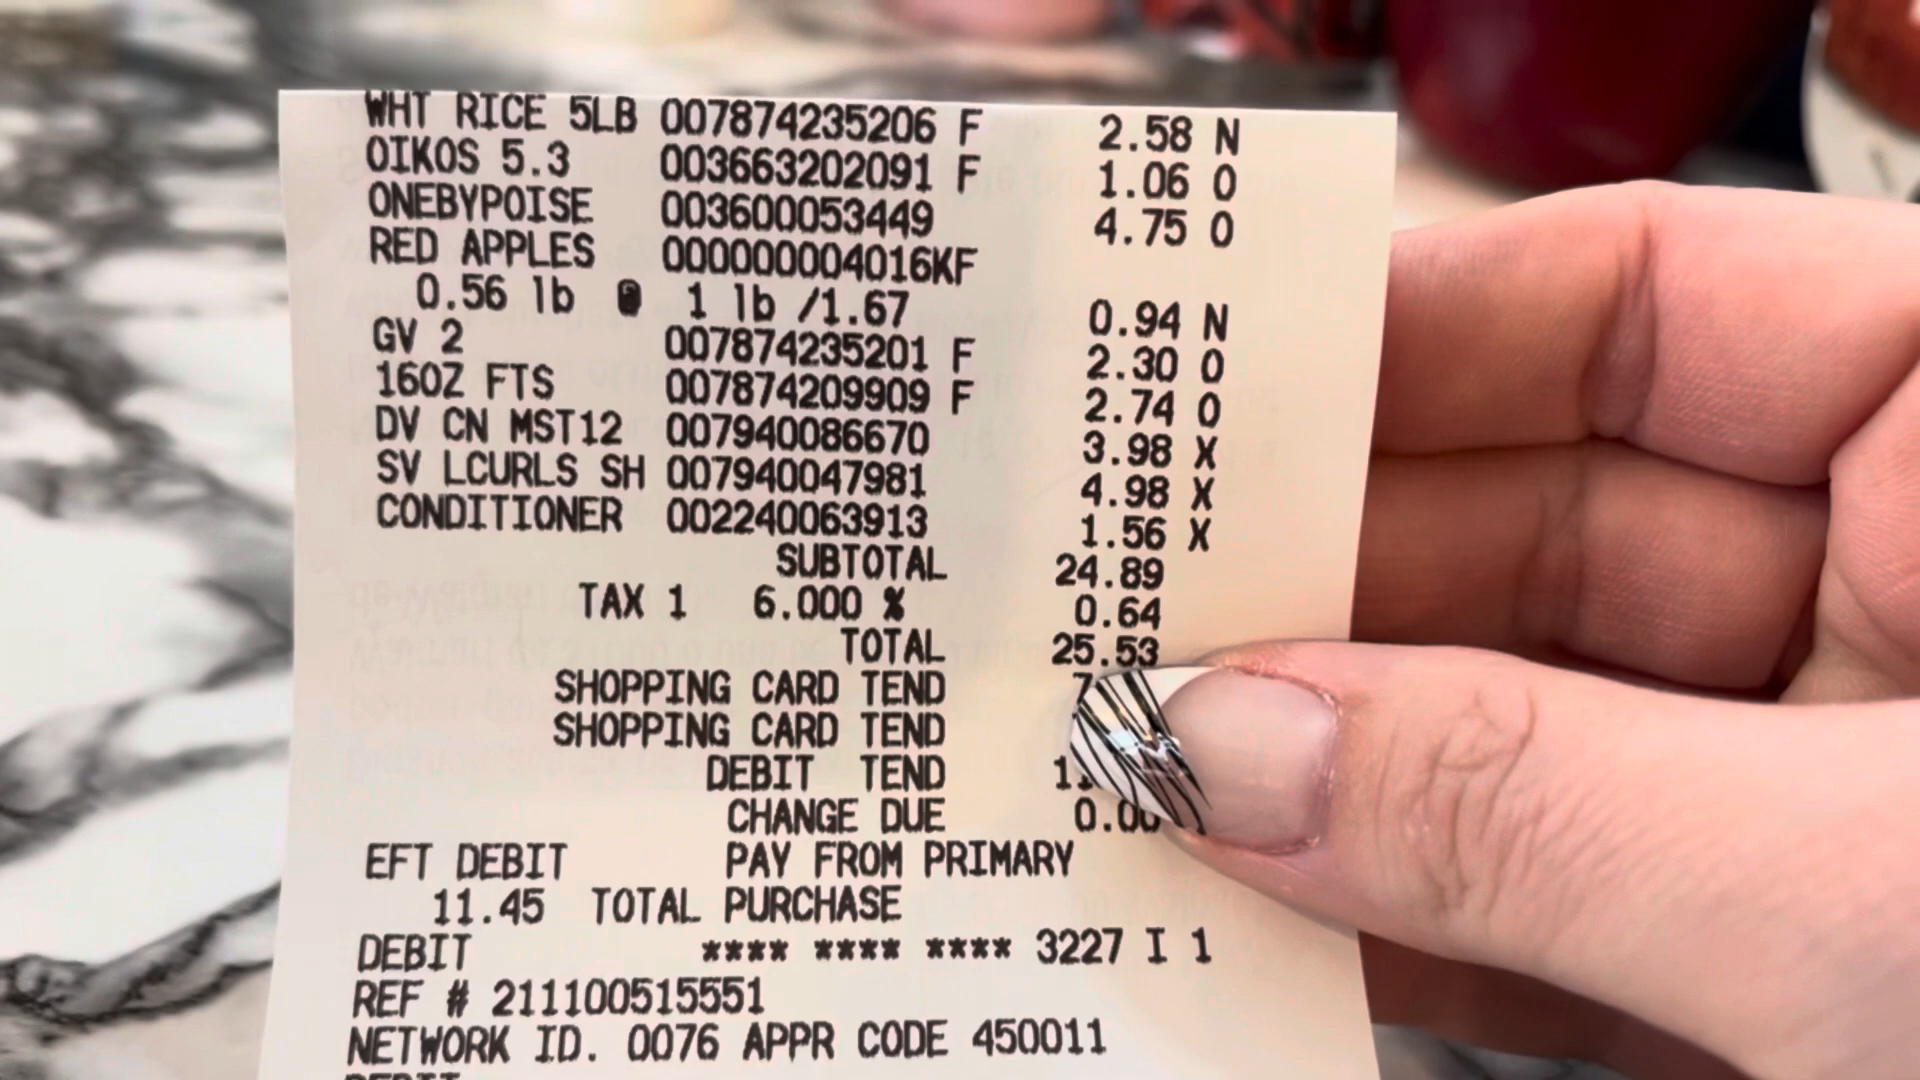 WHT RICE 5LB 007874235206 F 2.58 N
OIKOS 5.3 003663202091 F 1.06 O
ONEBYPOISE 003600053449 4.75 O
RED APPLES 000000004016KF
0.56 lb @ 1 lb /1.67 0.94 N
GV 2 007874235201 F 2.30 O
16OZ FTS 007874209909 F 2.74 O
DV CN MST12 007940086670 3.98 X
SV LCURLS SH 007940047981 4.98 X
CONDITIONER 002240063913 1.56 X
SUBTOTAL 24.89
TAX 1 6.000 % 0.64
TOTAL 25.53
SHOPPING CARD TEND
SHOPPING CARD TEND
DEBIT TEND
CHANGE DUE 0.00
EFT DEBIT PAY FROM PRIMARY
11.45 TOTAL PURCHASE
DEBIT **** **** **** 3227 I 1
REF # 211100515551
NETWORK ID. 0076 APPR CODE 450011